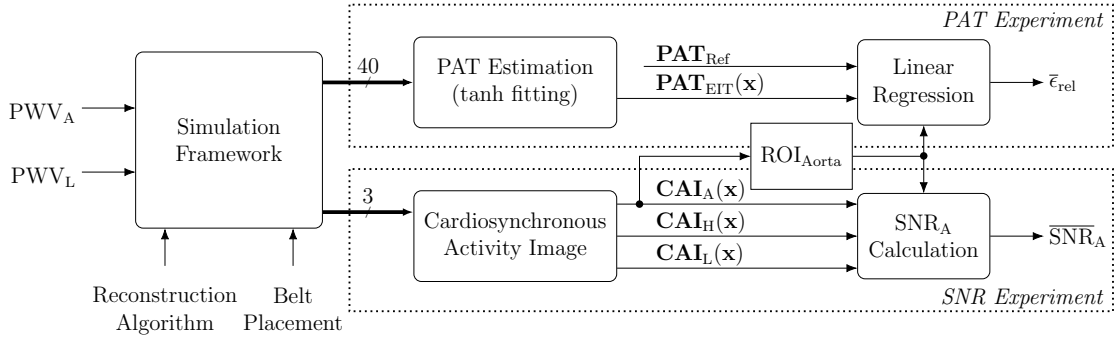 PAT Experiment
PWV_A
PWV_L
Simulation
Framework
Reconstruction
Algorithm
Belt
Placement
40
3
PAT Estimation
(tanh fitting)
PAT_Ref
PAT_EIT(x)
Linear
Regression
ε̅_rel
ROI_Aorta
Cardiosynchronous
Activity Image
CAI_A(x)
CAI_H(x)
CAI_L(x)
SNR_A
Calculation
S̅N̅R̅_A
SNR Experiment